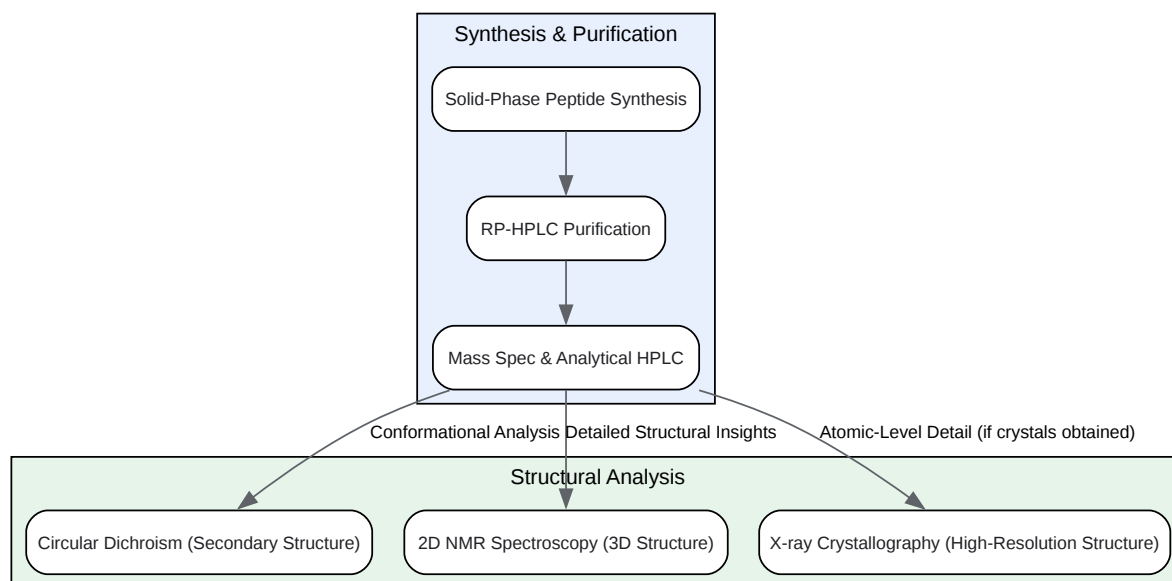 Synthesis & Purification
Solid-Phase Peptide Synthesis
RP-HPLC Purification
Mass Spec & Analytical HPLC
Conformational Analysis
Detailed Structural Insights
Atomic-Level Detail (if crystals obtained)
Structural Analysis
Circular Dichroism (Secondary Structure)
2D NMR Spectroscopy (3D Structure)
X-ray Crystallography (High-Resolution Structure)